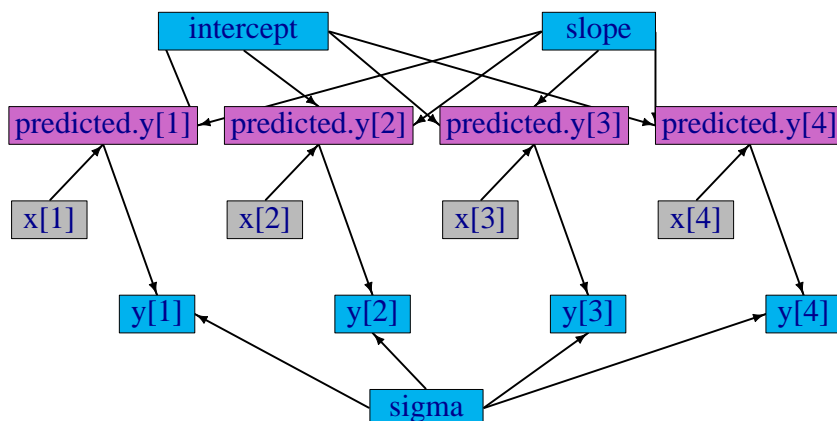 intercept slope
predicted.y[1] predicted.y[2] predicted.y[3] predicted.y[4]
x[1] x[2] x[3] x[4]
y[1] y[2] y[3] y[4]
sigma